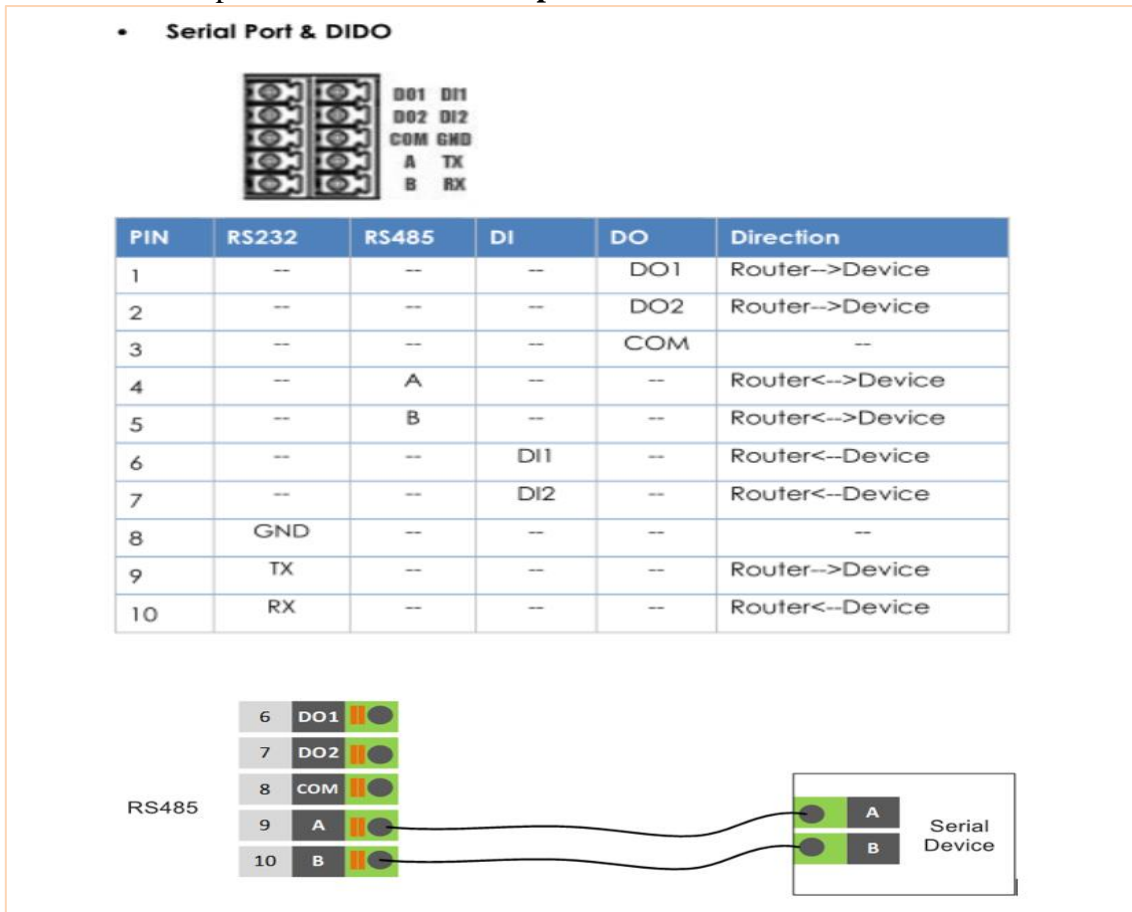 • Serial Port & DIDO
DO1 DI1
DO2 DI2
COM GND
A TX
B RX
PIN RS232 RS485 DI DO Direction
1 -- -- -- DO1 Router-->Device
2 -- -- -- DO2 Router-->Device
3 -- -- -- COM --
4 -- A -- -- Router<-->Device
5 -- B -- -- Router<-->Device
6 -- -- DI1 -- Router<--Device
7 -- -- DI2 -- Router<--Device
8 GND -- -- -- --
9 TX -- -- -- Router-->Device
10 RX -- -- -- Router<--Device
6 DO1
7 DO2
8 COM
RS485
9 A
10 B
A
B
Serial
Device